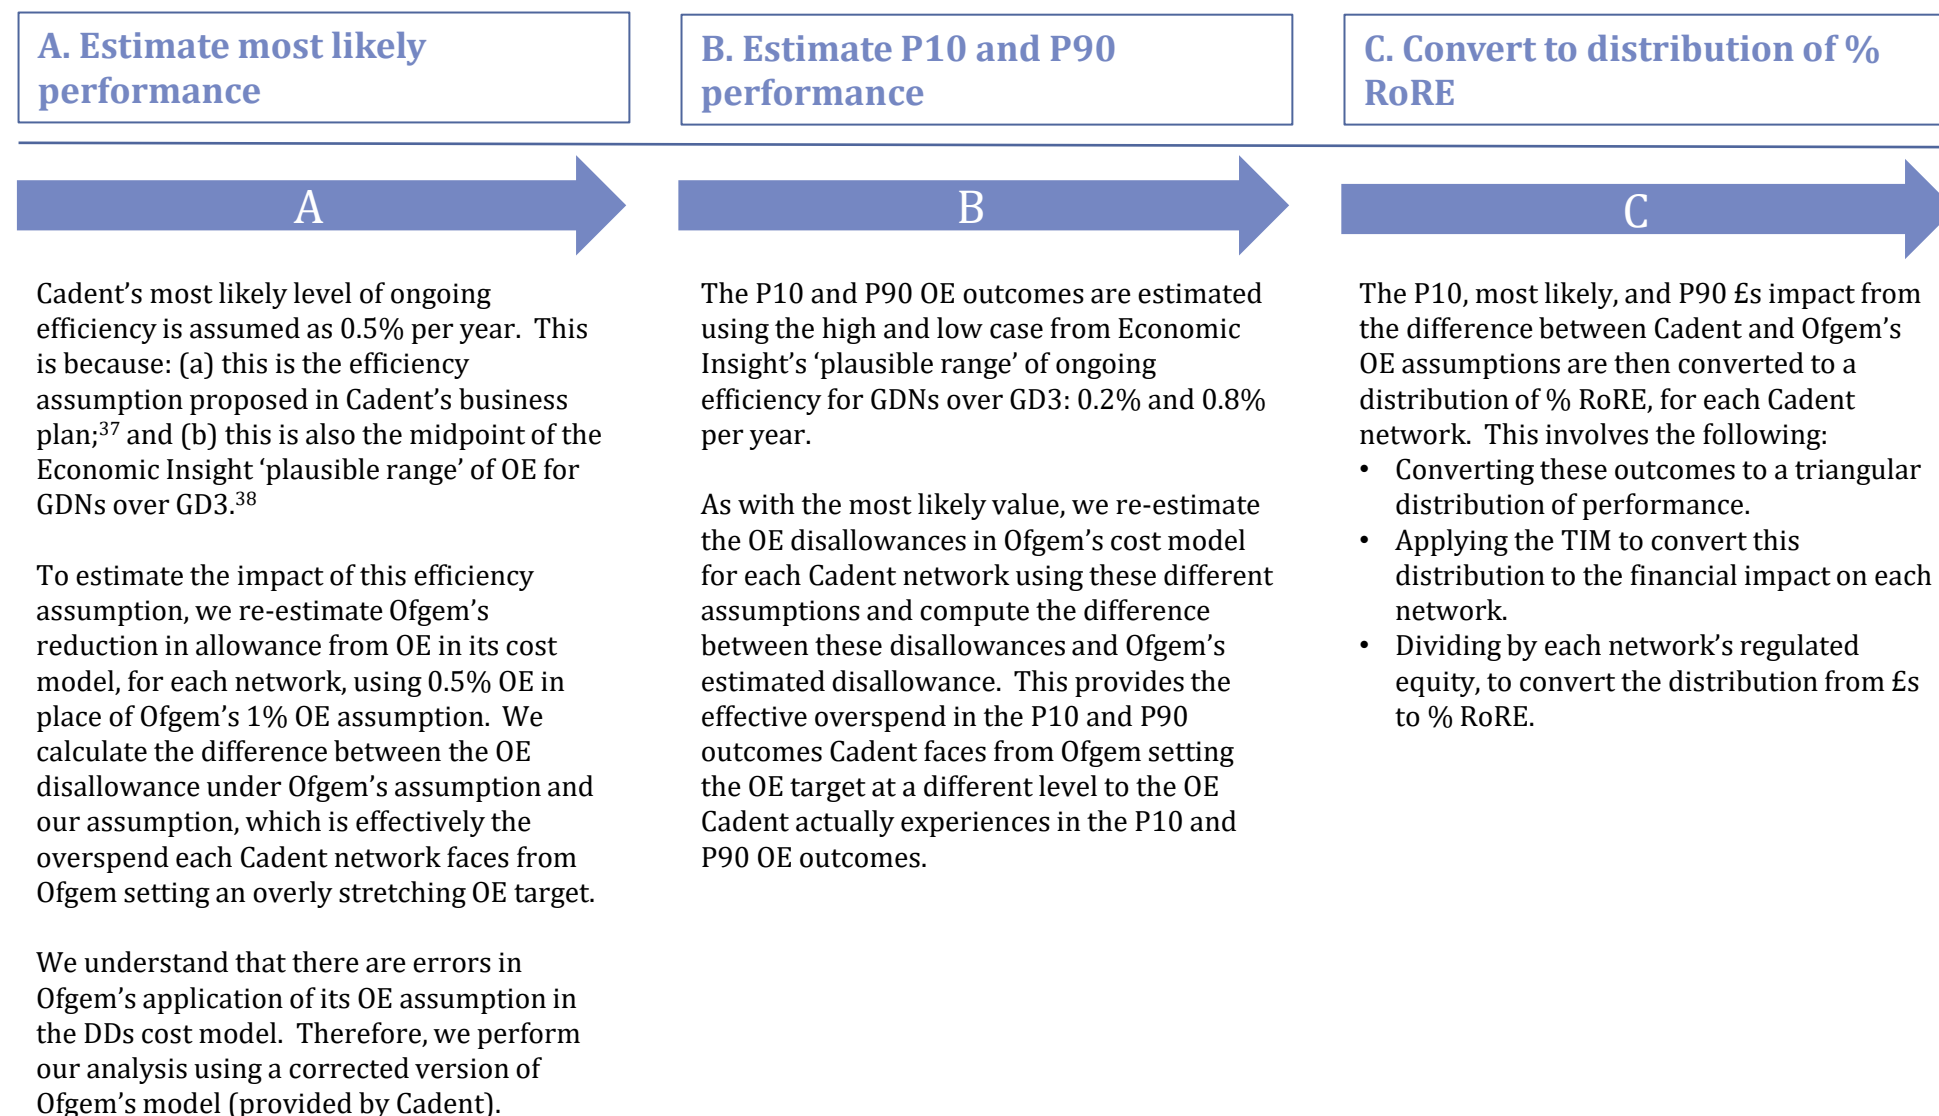 A. Estimate most likely
performance
B. Estimate P10 and P90
performance
C. Convert to distribution of %
RoRE
A
B
C
Cadent’s most likely level of ongoing
efficiency is assumed as 0.5% per year.  This
is because: (a) this is the efficiency
assumption proposed in Cadent’s business
plan;37 and (b) this is also the midpoint of the
Economic Insight ‘plausible range’ of OE for
GDNs over GD3.38
To estimate the impact of this efficiency
assumption, we re-estimate Ofgem’s
reduction in allowance from OE in its cost
model, for each network, using 0.5% OE in
place of Ofgem’s 1% OE assumption.  We
calculate the difference between the OE
disallowance under Ofgem’s assumption and
our assumption, which is effectively the
overspend each Cadent network faces from
Ofgem setting an overly stretching OE target.
We understand that there are errors in
Ofgem’s application of its OE assumption in
the DDs cost model.  Therefore, we perform
our analysis using a corrected version of
Ofgem’s model (provided by Cadent).
The P10 and P90 OE outcomes are estimated
using the high and low case from Economic
Insight’s ‘plausible range’ of ongoing
efficiency for GDNs over GD3: 0.2% and 0.8%
per year.
As with the most likely value, we re-estimate
the OE disallowances in Ofgem’s cost model
for each Cadent network using these different
assumptions and compute the difference
between these disallowances and Ofgem’s
estimated disallowance.  This provides the
effective overspend in the P10 and P90
outcomes Cadent faces from Ofgem setting
the OE target at a different level to the OE
Cadent actually experiences in the P10 and
P90 OE outcomes.
The P10, most likely, and P90 £s impact from
the difference between Cadent and Ofgem’s
OE assumptions are then converted to a
distribution of % RoRE, for each Cadent
network.  This involves the following:
• Converting these outcomes to a triangular
distribution of performance.
• Applying the TIM to convert this
distribution to the financial impact on each
network.
• Dividing by each network’s regulated
equity, to convert the distribution from £s
to % RoRE.